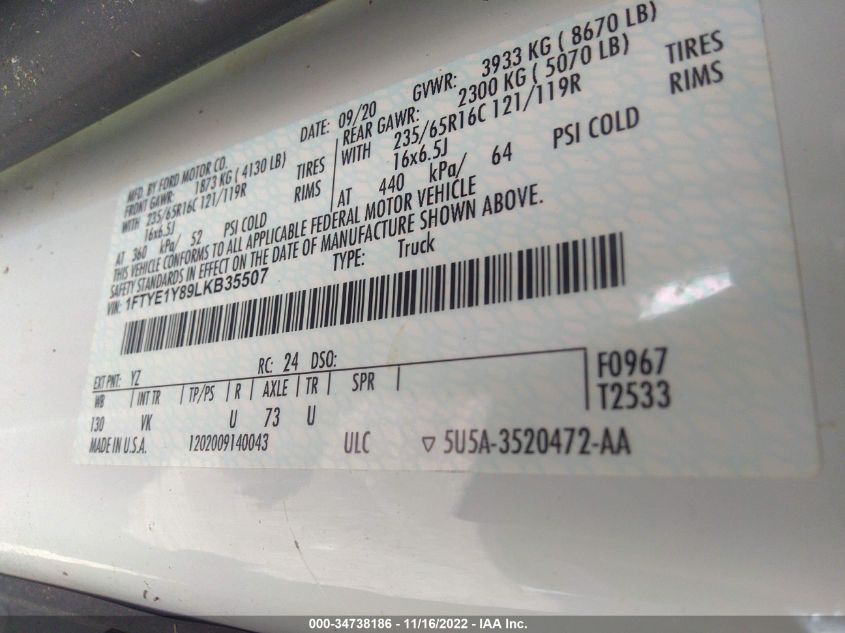 MFD. BY FORD MOTOR CO.
DATE: 09/20 GVWR: 3933 KG ( 8670 LB)
FRONT GAWR: 1873 KG ( 4130 LB)
REAR GAWR: 2300 KG ( 5070 LB)
WITH 235/65R16C 121/119R TIRES
WITH 235/65R16C 121/119R TIRES
16x6.5J RIMS
16x6.5J RIMS
AT 360 kPa/ 52 PSI COLD
AT 440 kPa/ 64 PSI COLD
THIS VEHICLE CONFORMS TO ALL APPLICABLE FEDERAL MOTOR VEHICLE
SAFETY STANDARDS IN EFFECT ON THE DATE OF MANUFACTURE SHOWN ABOVE.
VIN: 1FTYE1Y89LKB35507 TYPE: Truck
EXT PNT: YZ RC: 24 DSO: F0967
WB INT TR TP/PS R AXLE TR SPR T2533
130 VK U 73 U
MADE IN U.S.A. 1202009140043 ULC ▽ 5U5A-3520472-AA
000-34738186 - 11/16/2022 - IAA Inc.